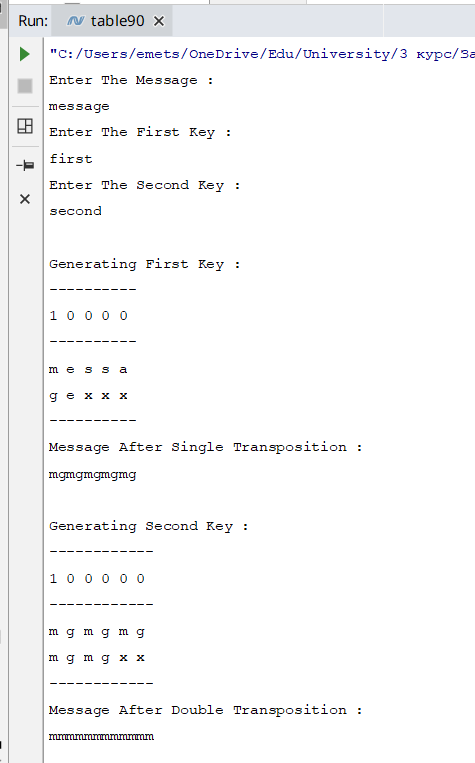 Run: table90
"C:/Users/emets/OneDrive/Edu/University/3 курс/За
Enter The Message :
message
Enter The First Key :
first
Enter The Second Key :
second
Generating First Key :
----------
1 0 0 0 0
----------
m e s s a
g e x x x
----------
Message After Single Transposition :
mgmgmgmgmg
Generating Second Key :
------------
1 0 0 0 0 0
------------
m g m g m g
m g m g x x
------------
Message After Double Transposition :
mmmmmmmmmmmm